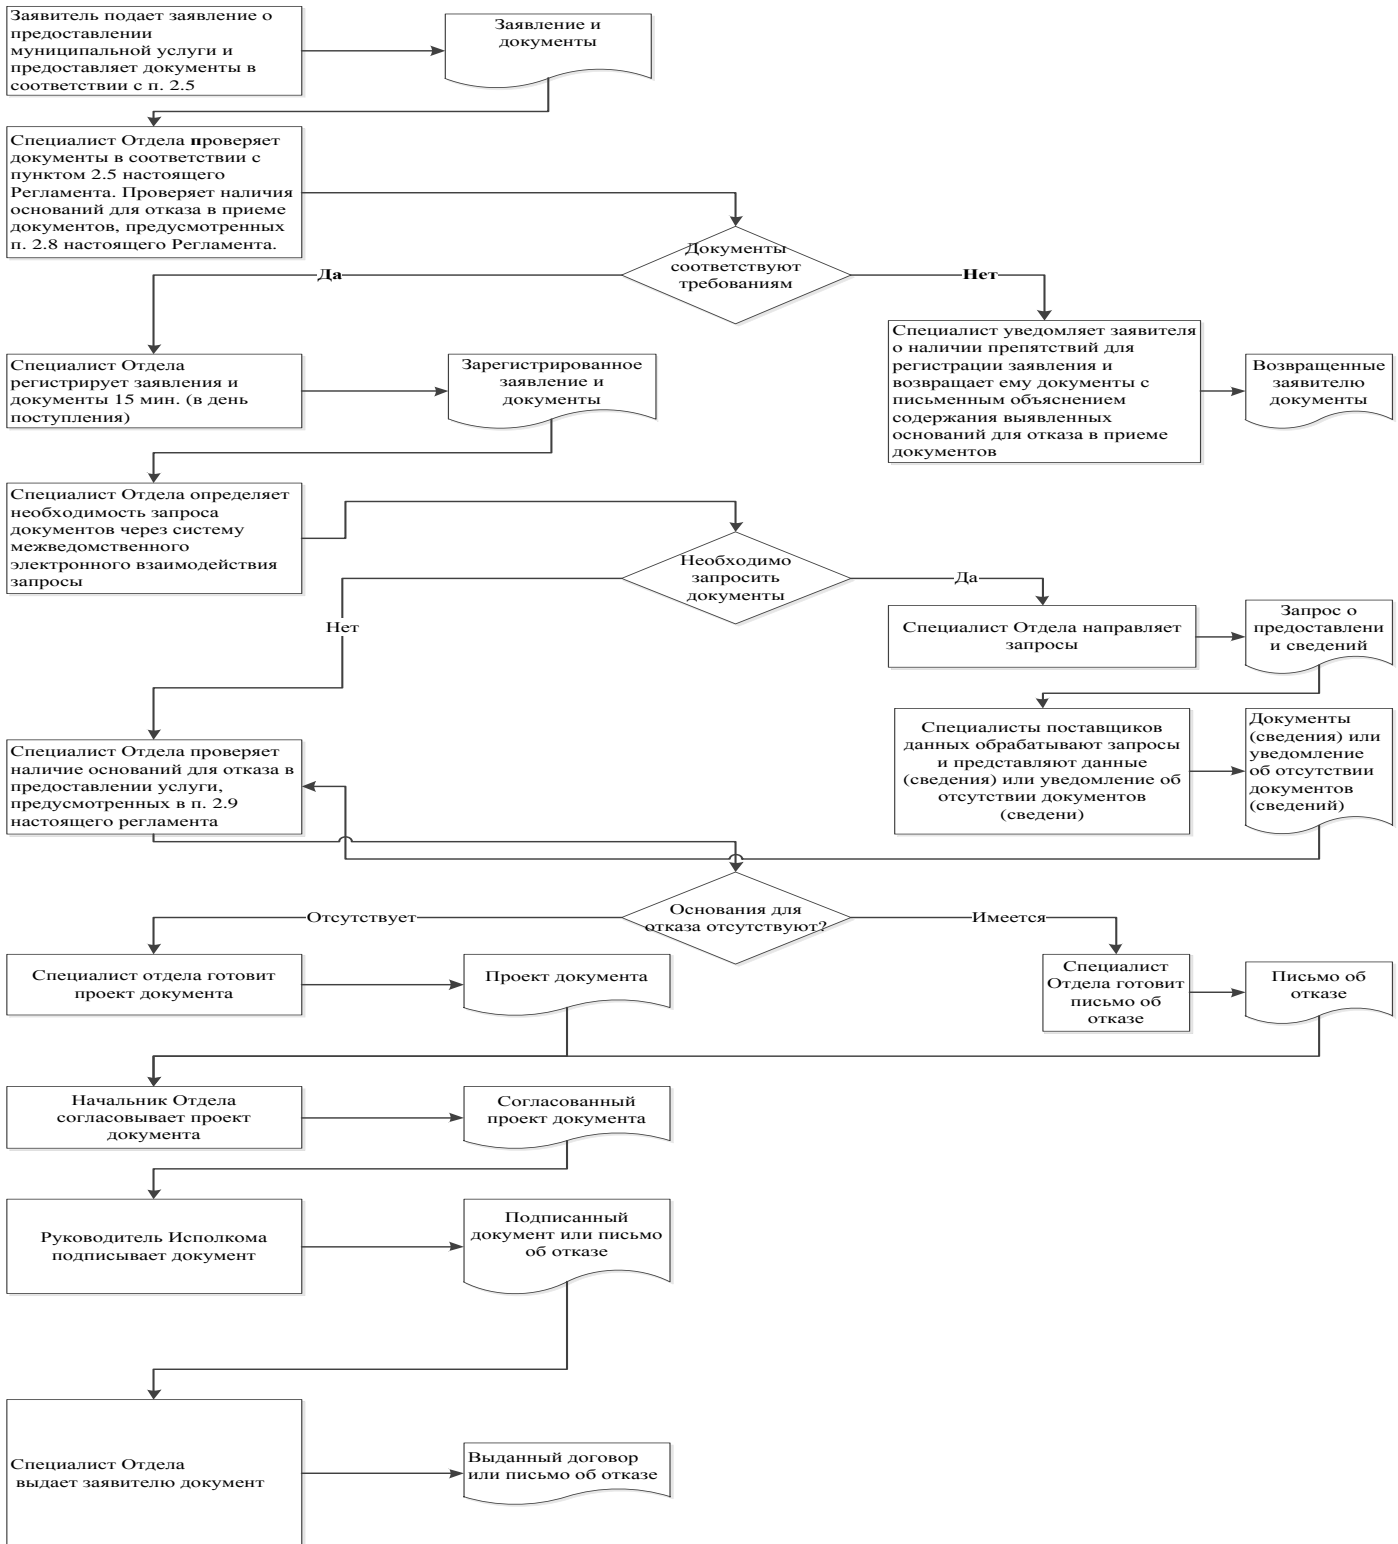 Заявитель подает заявление о
предоставлении
муниципальной услуги и
предоставляет документы в
соответствии с п. 2.5
Заявление и
документы
Специалист Отдела проверяет
документы в соответствии с
пунктом 2.5 настоящего
Регламента. Проверяет наличия
оснований для отказа в приеме
документов, предусмотренных
п. 2.8 настоящего Регламента.
Документы
соответствуют
требованиям
Да
Нет
Специалист Отдела
регистрирует заявления и
документы 15 мин. (в день
поступления)
Зарегистрированное
заявление и
документы
Специалист уведомляет заявителя
о наличии препятствий для
регистрации заявления и
возвращает ему документы с
письменным объяснением
содержания выявленных
оснований для отказа в приеме
документов
Возвращенные
заявителю
документы
Специалист Отдела определяет
необходимость запроса
документов через систему
межведомственного
электронного взаимодействия
запросы
Необходимо
запросить
документы
Да
Нет
Специалист Отдела направляет
запросы
Запрос о
предоставлени
и сведений
Специалисты поставщиков
данных обрабатывают запросы
и представляют данные
(сведения) или уведомление об
отсутствии документов
(сведени)
Документы
(сведения) или
уведомление
об отсутствии
документов
(сведений)
Специалист Отдела проверяет
наличие оснований для отказа в
предоставлении услуги,
предусмотренных в п. 2.9
настоящего регламента
Основания для
отказа отсутствуют?
Отсутствует
Имеется
Специалист отдела готовит
проект документа
Проект документа
Специалист
Отдела готовит
письмо об
отказе
Письмо об
отказе
Начальник Отдела
согласовывает проект
документа
Согласованный
проект документа
Руководитель Исполкома
подписывает документ
Подписанный
документ или письмо
об отказе
Специалист Отдела
выдает заявителю документ
Выданный договор
или письмо об отказе